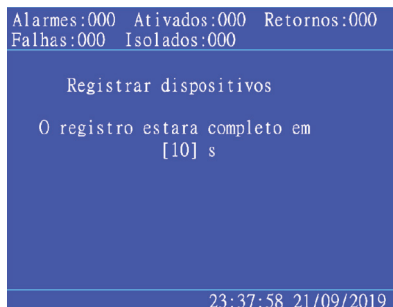 Alarmes:000 Ativados:000 Retornos:000
Falhas:000 Isolados:000
Registrar dispositivos
O registro estara completo em
[10] s
23:37:58 21/09/2019